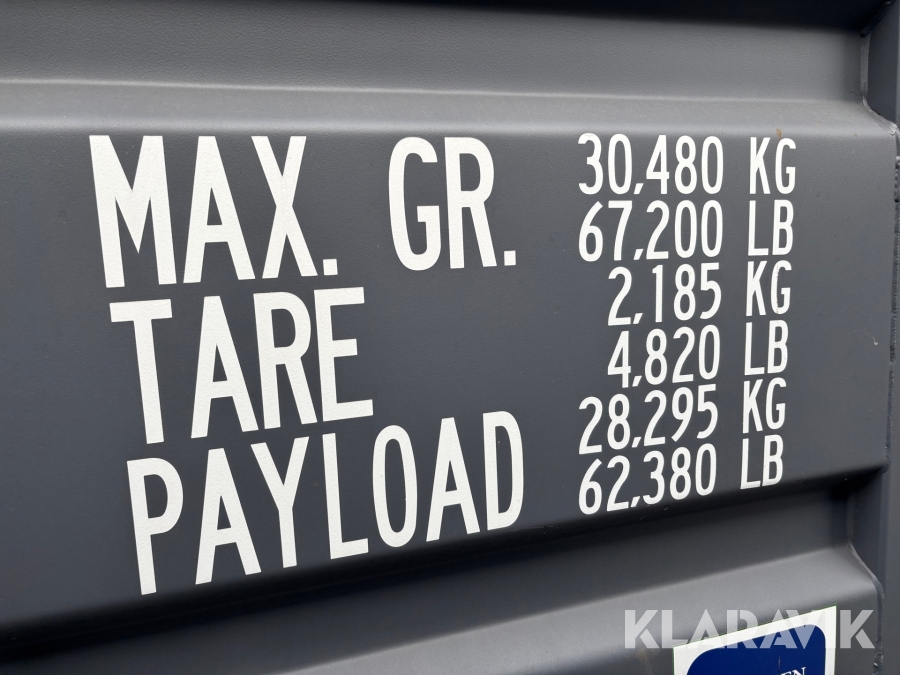 MAX. GR. 30,480 KG
67,200 LB
TARE 2,185 KG
4,820 LB
PAYLOAD 28,295 KG
62,380 LB
KLARAVIK